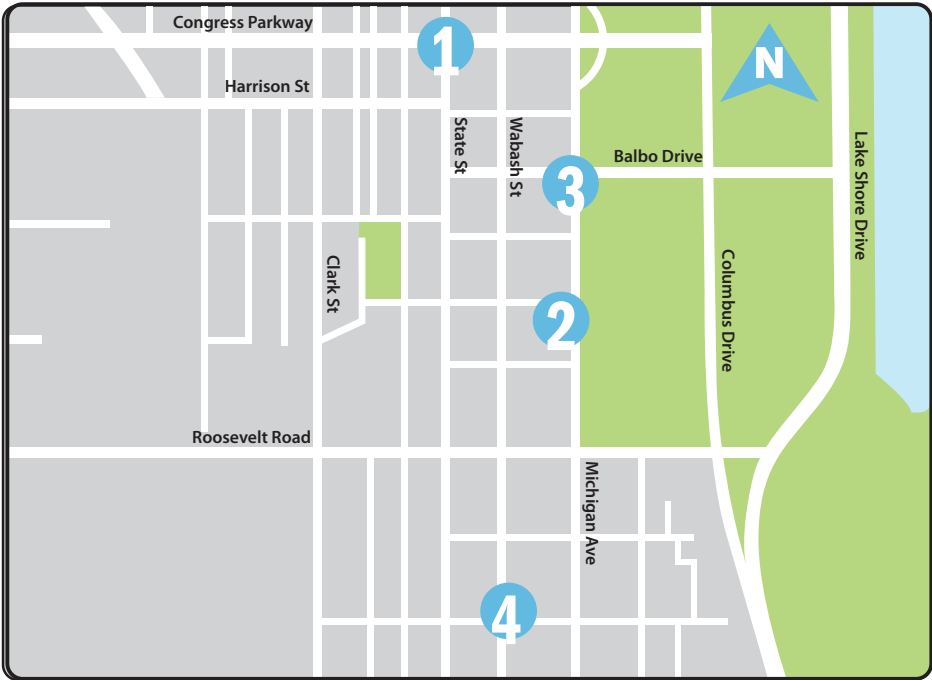 Congress Parkway
1
N
Harrison St
State St
Wabash St
Balbo Drive
Lake Shore Drive
3
Clark St
Columbus Drive
2
Roosevelt Road
Michigan Ave
4